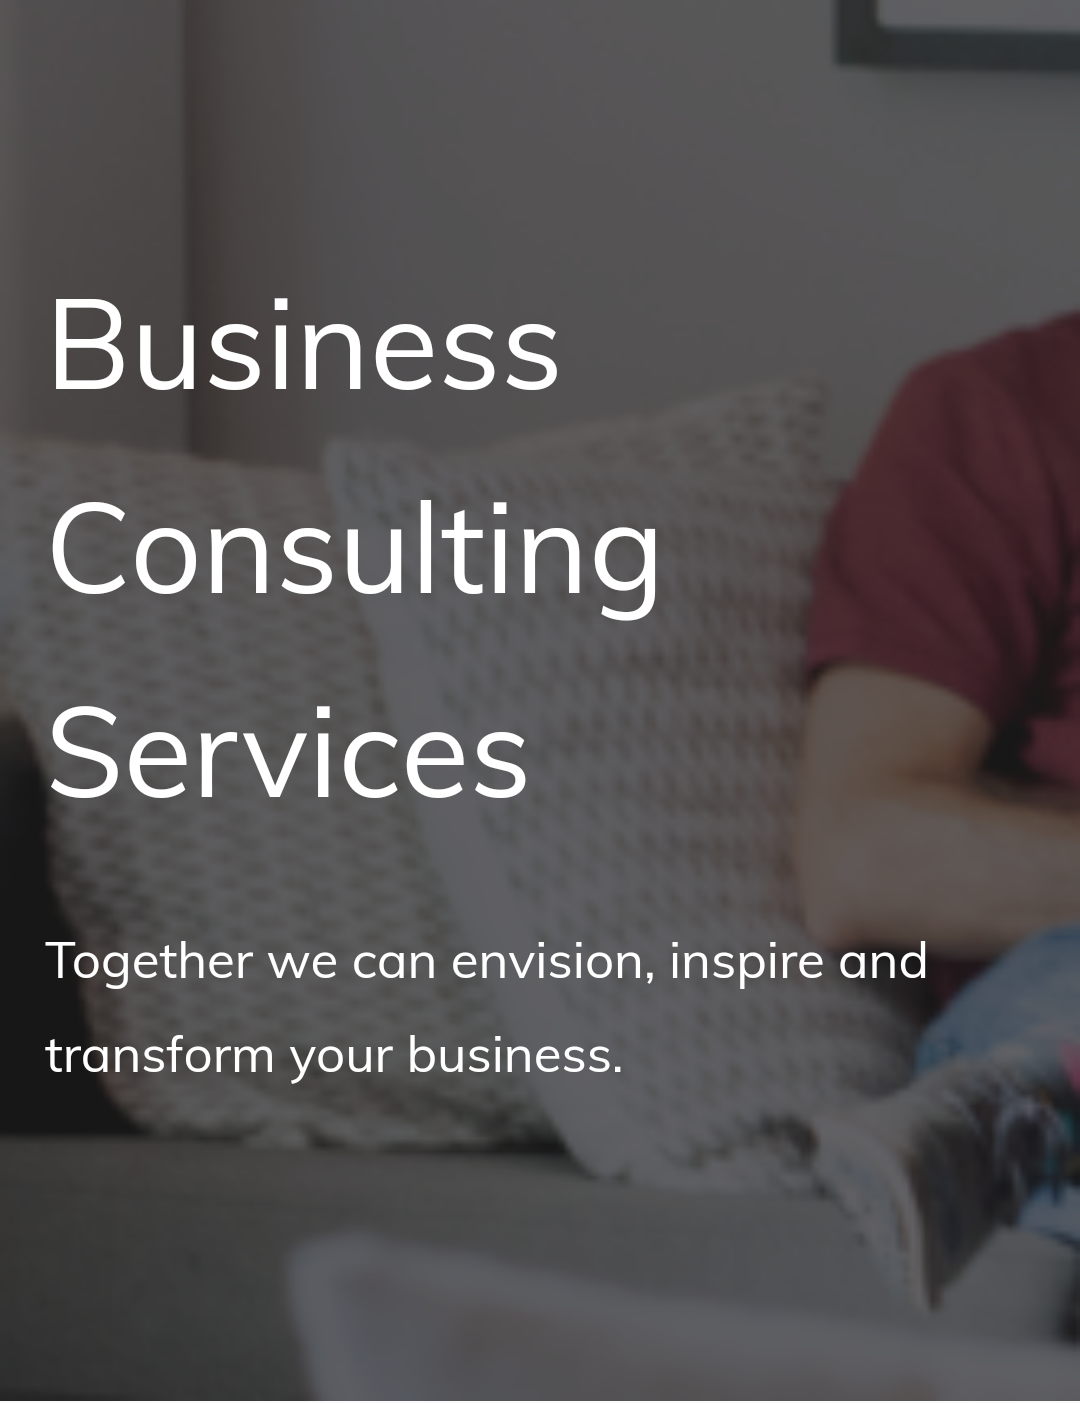 Business
Consulting
Services
Together we can envision, inspire and
transform your business.